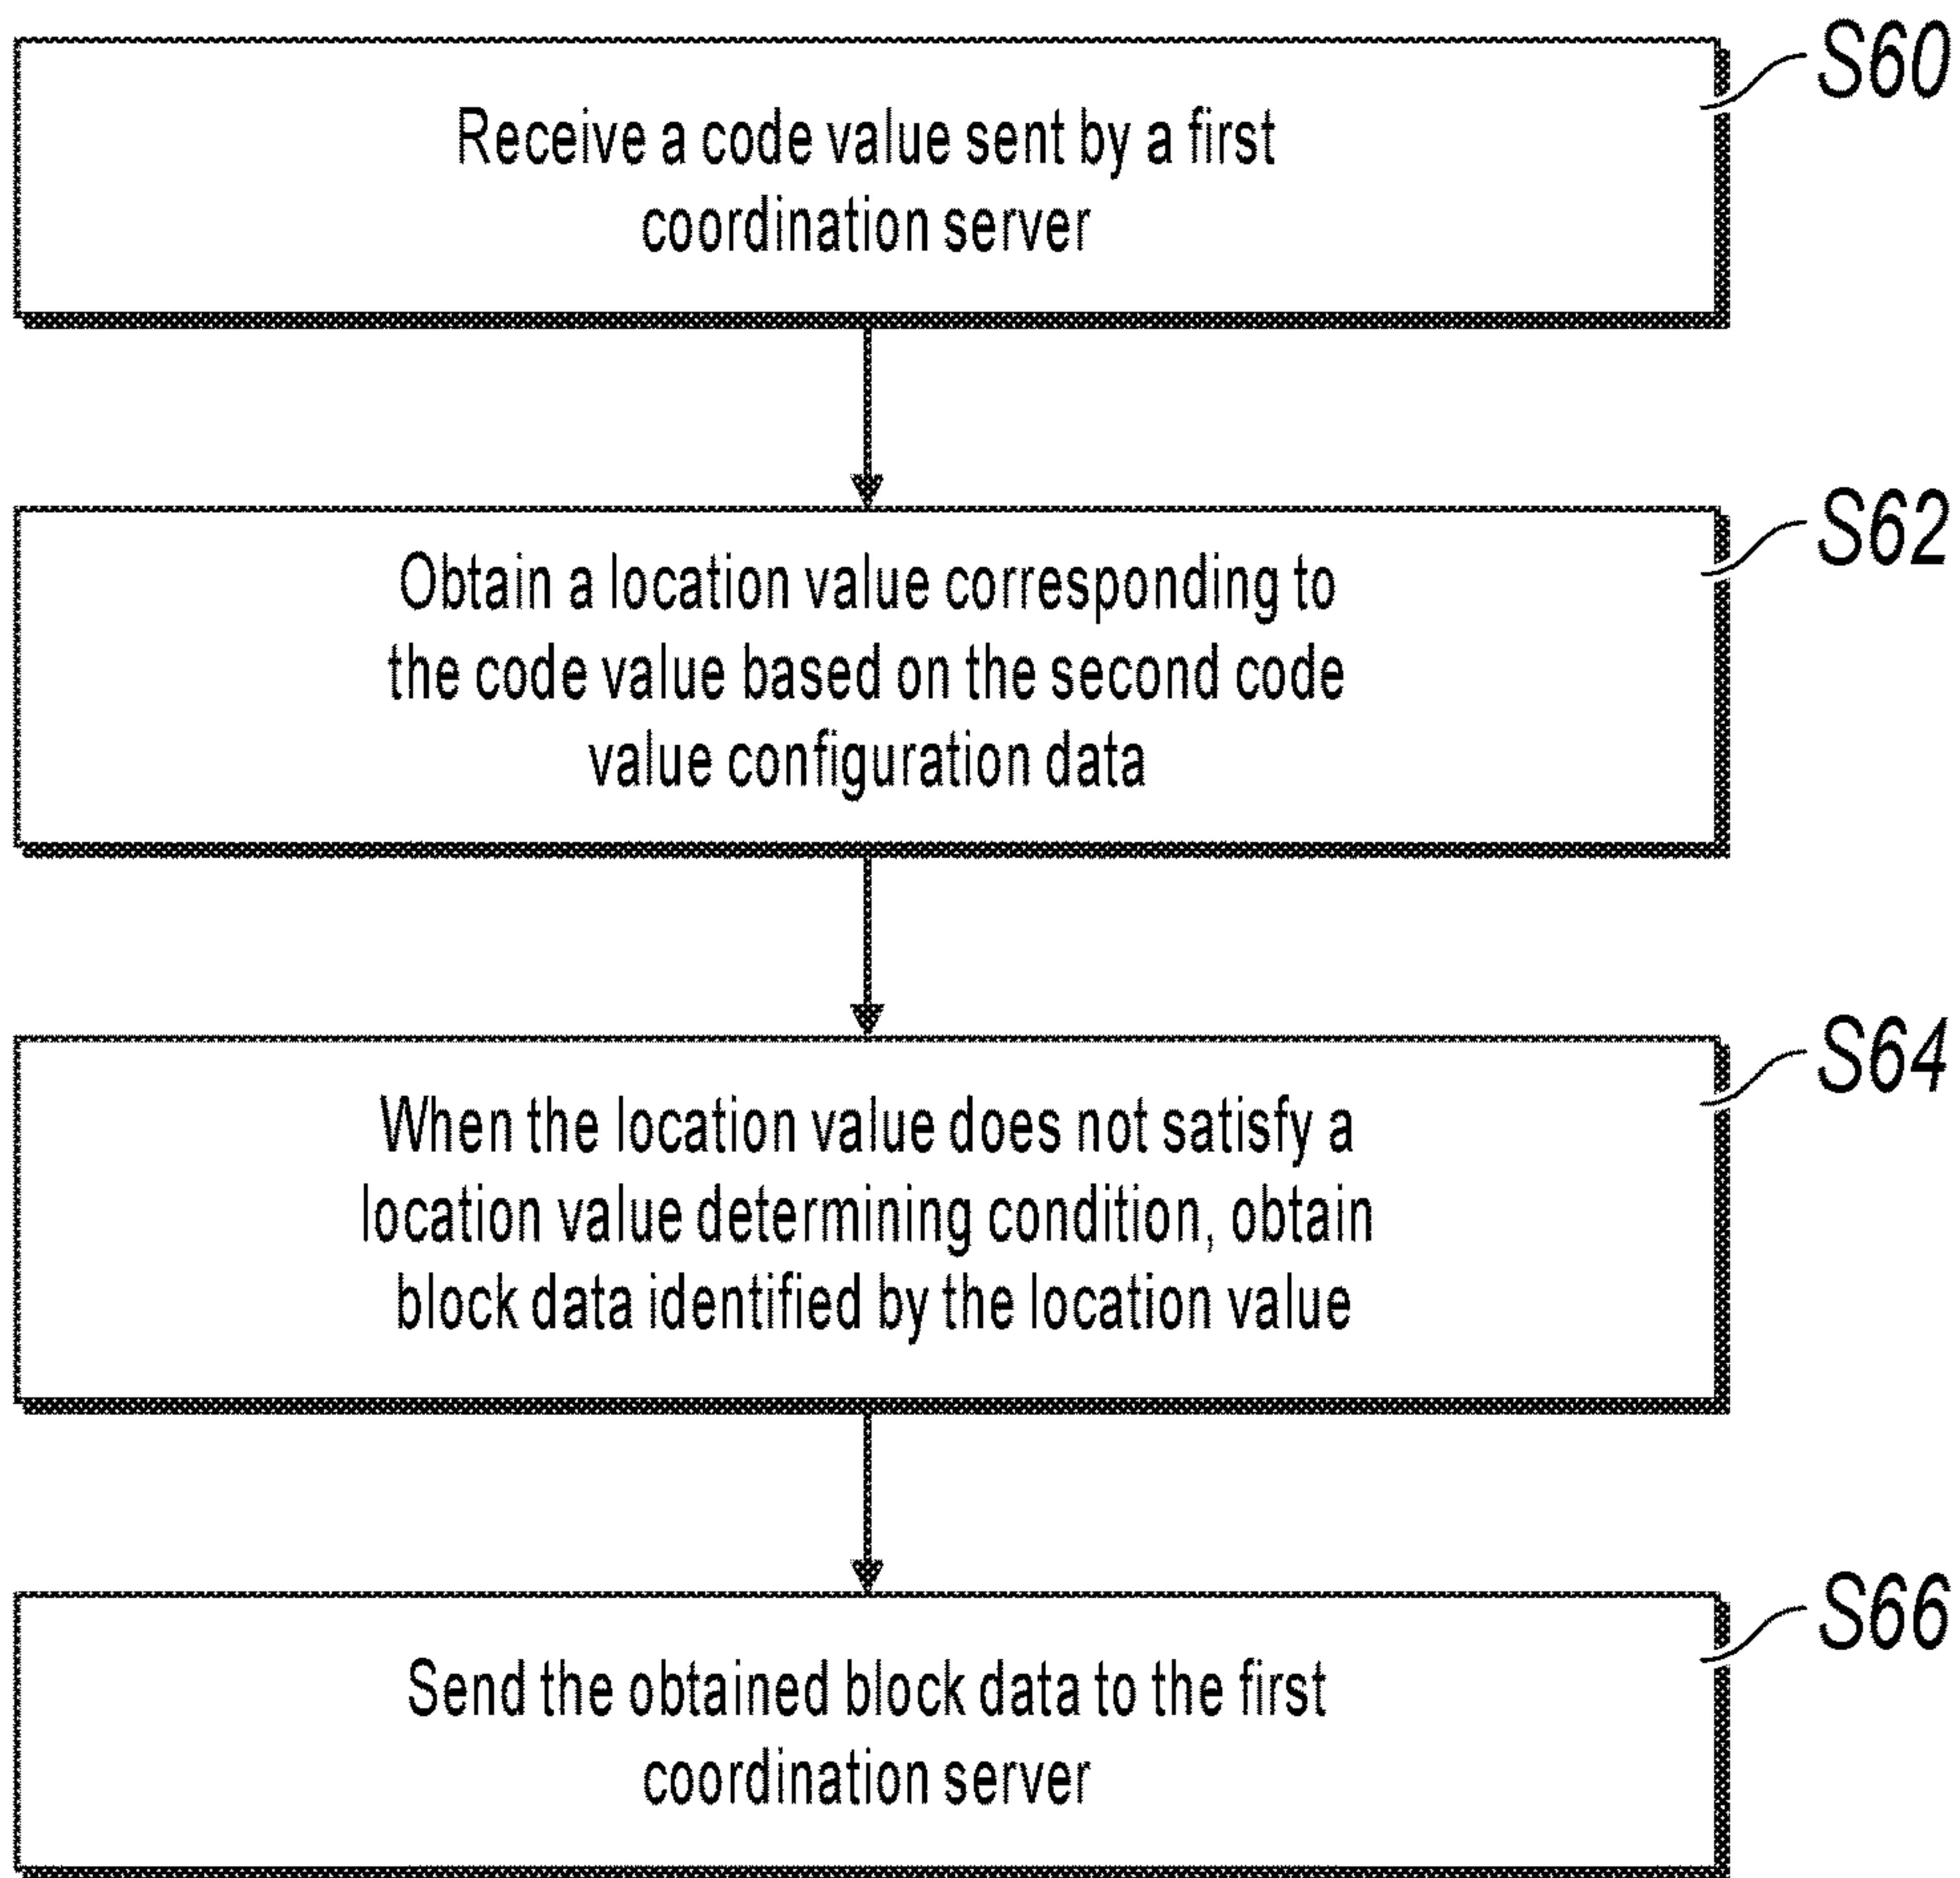 S60
Receive a code value sent by a first
coordination server
S62
Obtain a location value corresponding to
the code value based on the second code
value configuration data
S64
When the location value does not satisfy a
location value determining condition, obtain
block data identified by the location value
S66
Send the obtained block data to the first
coordination server